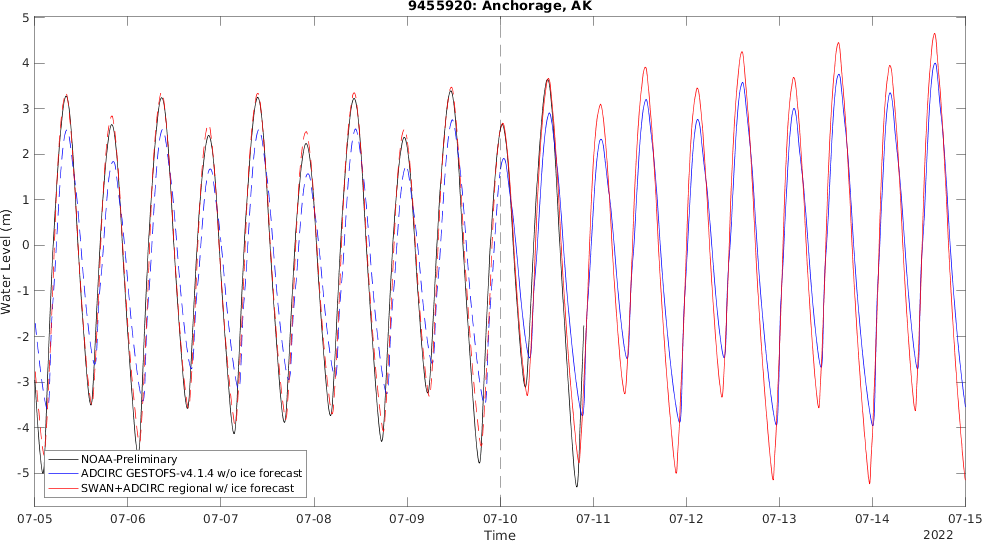 9455920: Anchorage, AK
5
4
3
2
1
0
-1
-2
-3
-4
-5
Water Level (m)
NOAA-Preliminary
ADCIRC GESTOFS-v4.1.4 w/o ice forecast
SWAN+ADCIRC regional w/ ice forecast
07-05 07-06 07-07 07-08 07-09 07-10 07-11 07-12 07-13 07-14 07-15
Time
2022